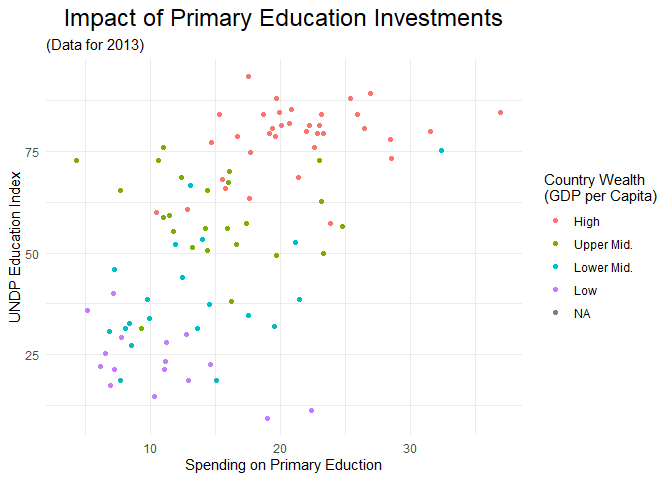 Impact of Primary Education Investments
(Data for 2013)
75
50
25
UNDP Education Index
10 20 30
Spending on Primary Eduction
Country Wealth
(GDP per Capita)
High
Upper Mid.
Lower Mid.
Low
NA